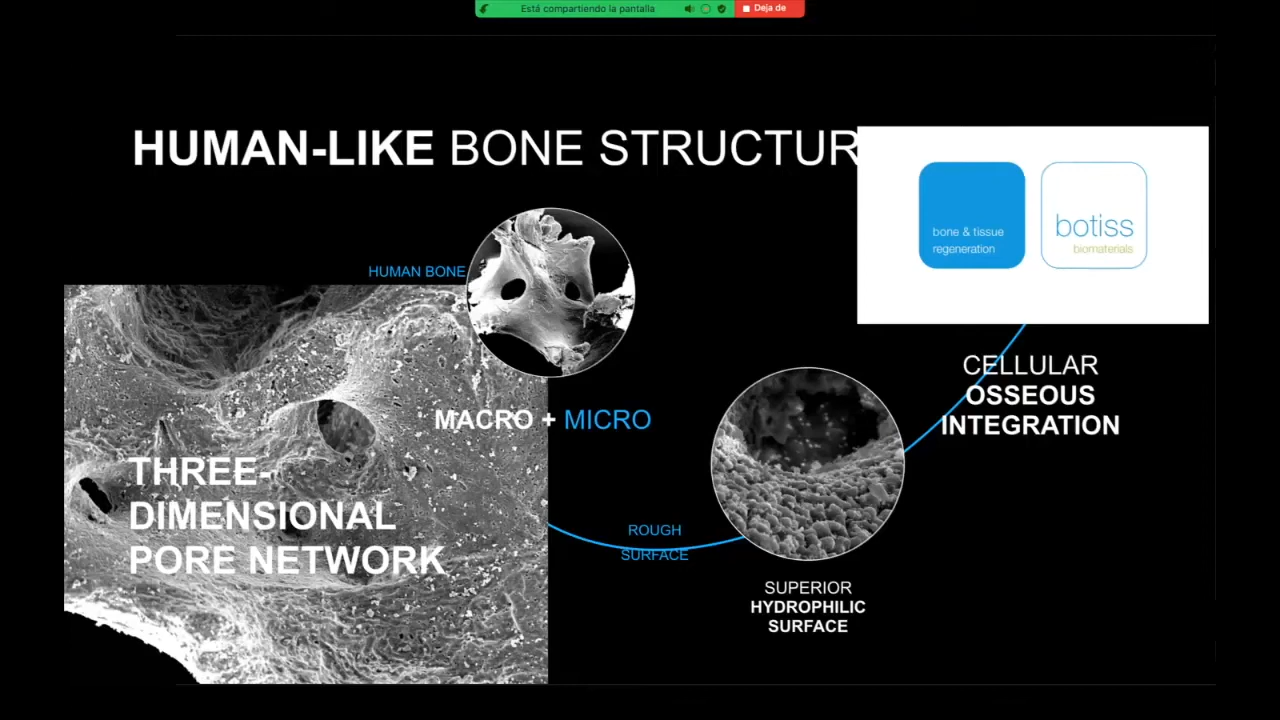 Está compartiendo la pantalla
Deja de
HUMAN-LIKE BONE STRUCTUR
bone & tissue
regeneration
botiss
biomaterials
HUMAN BONE
CELLULAR
OSSEOUS
INTEGRATION
MACRO + MICRO
THREE-
DIMENSIONAL
PORE NETWORK
ROUGH
SURFACE
SUPERIOR
HYDROPHILIC
SURFACE